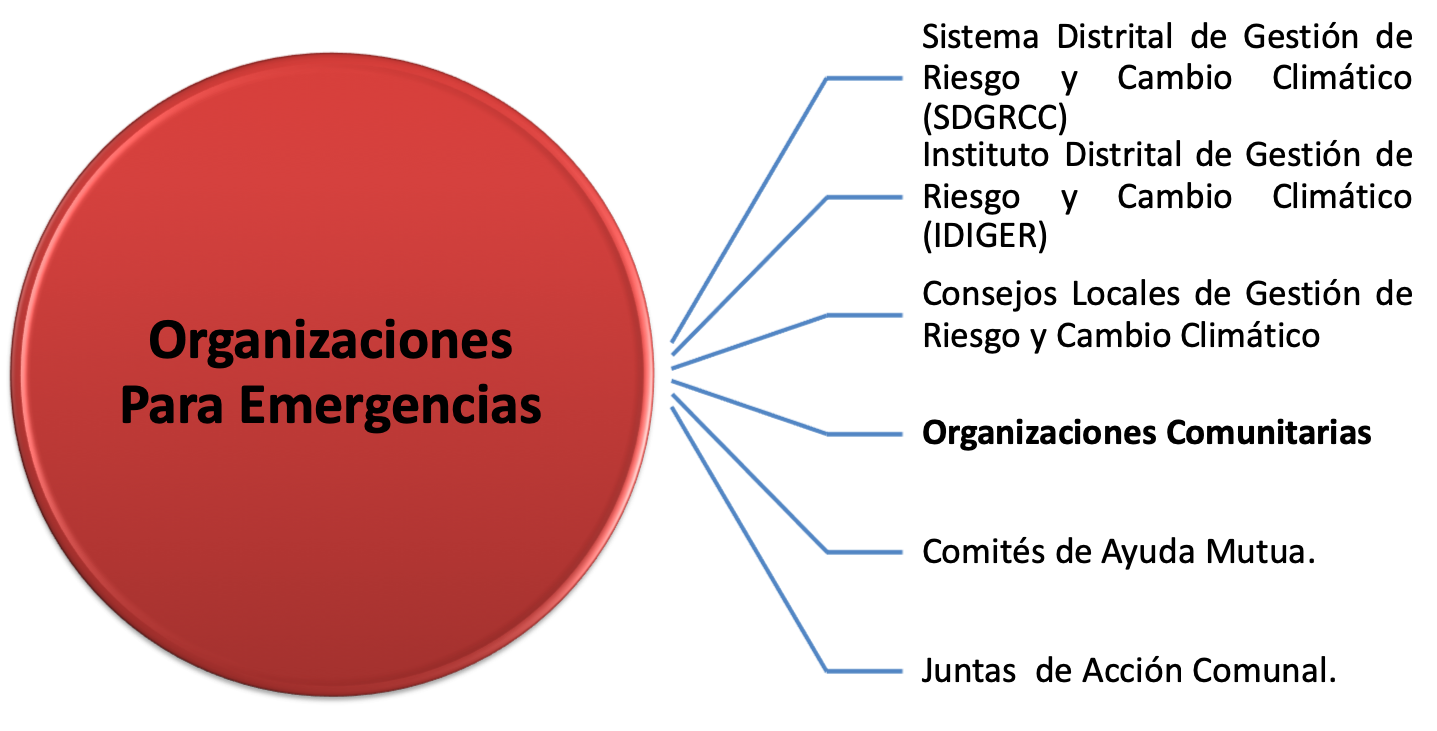 Organizaciones
Para Emergencias
Sistema Distrital de Gestión de
Riesgo y Cambio Climático
(SDGRCC)
Instituto Distrital de Gestión de
Riesgo y Cambio Climático
(IDIGER)
Consejos Locales de Gestión de
Riesgo y Cambio Climático
Organizaciones Comunitarias
Comités de Ayuda Mutua.
Juntas de Acción Comunal.